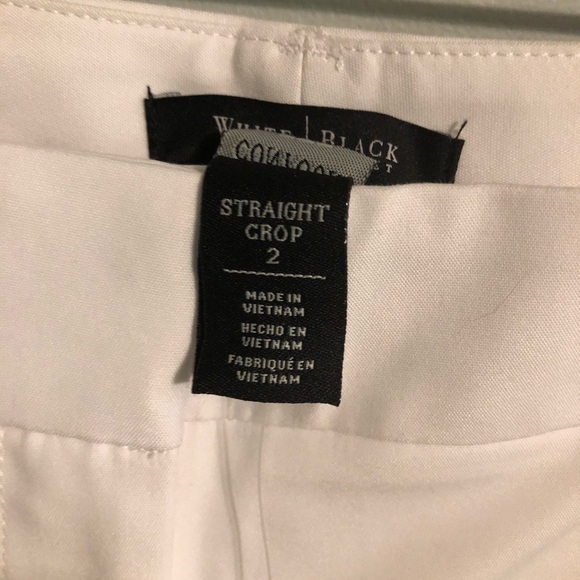 WHITE | BLACK
STRAIGHT
CROP
2
MADE IN
VIETNAM
HECHO EN
VIETNAM
FABRIQUÉ EN
VIETNAM